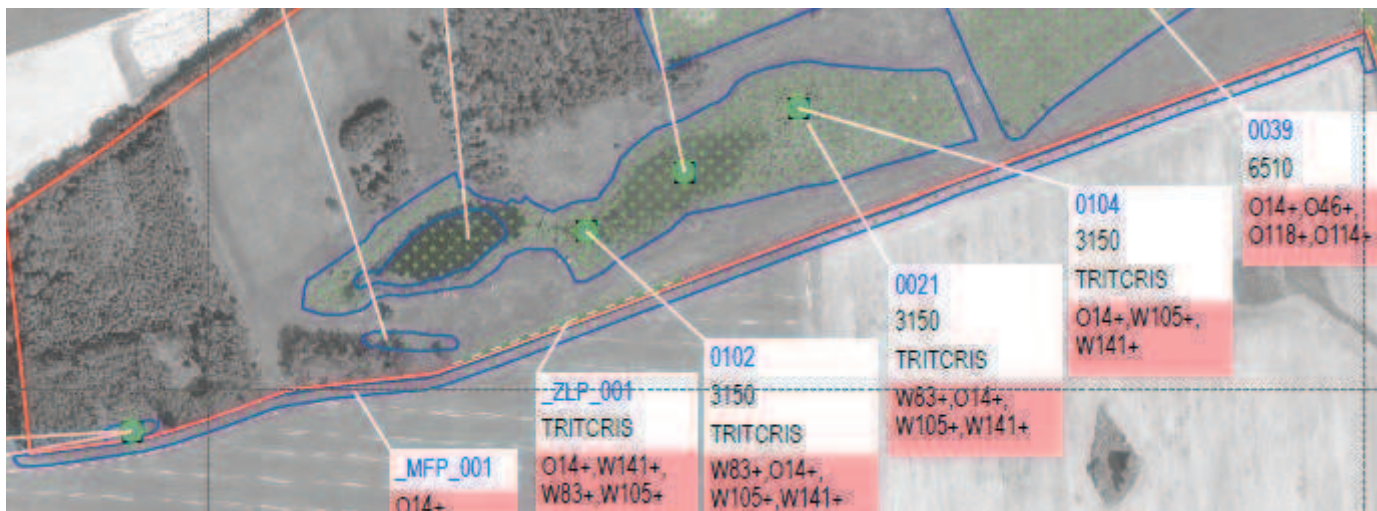 0039
6510
O14+,O46+,
O118+,O114+
0104
3150
TRITCRIS
O14+,W105+,
W141+
0021
3150
TRITCRIS
W83+,O14+,
W105+,W141+
0102
3150
TRITCRIS
W83+,O14+,
W105+,W141+
_ZLP_001
TRITCRIS
O14+,W141+,
W83+,W105+
_MFP_001
O14+